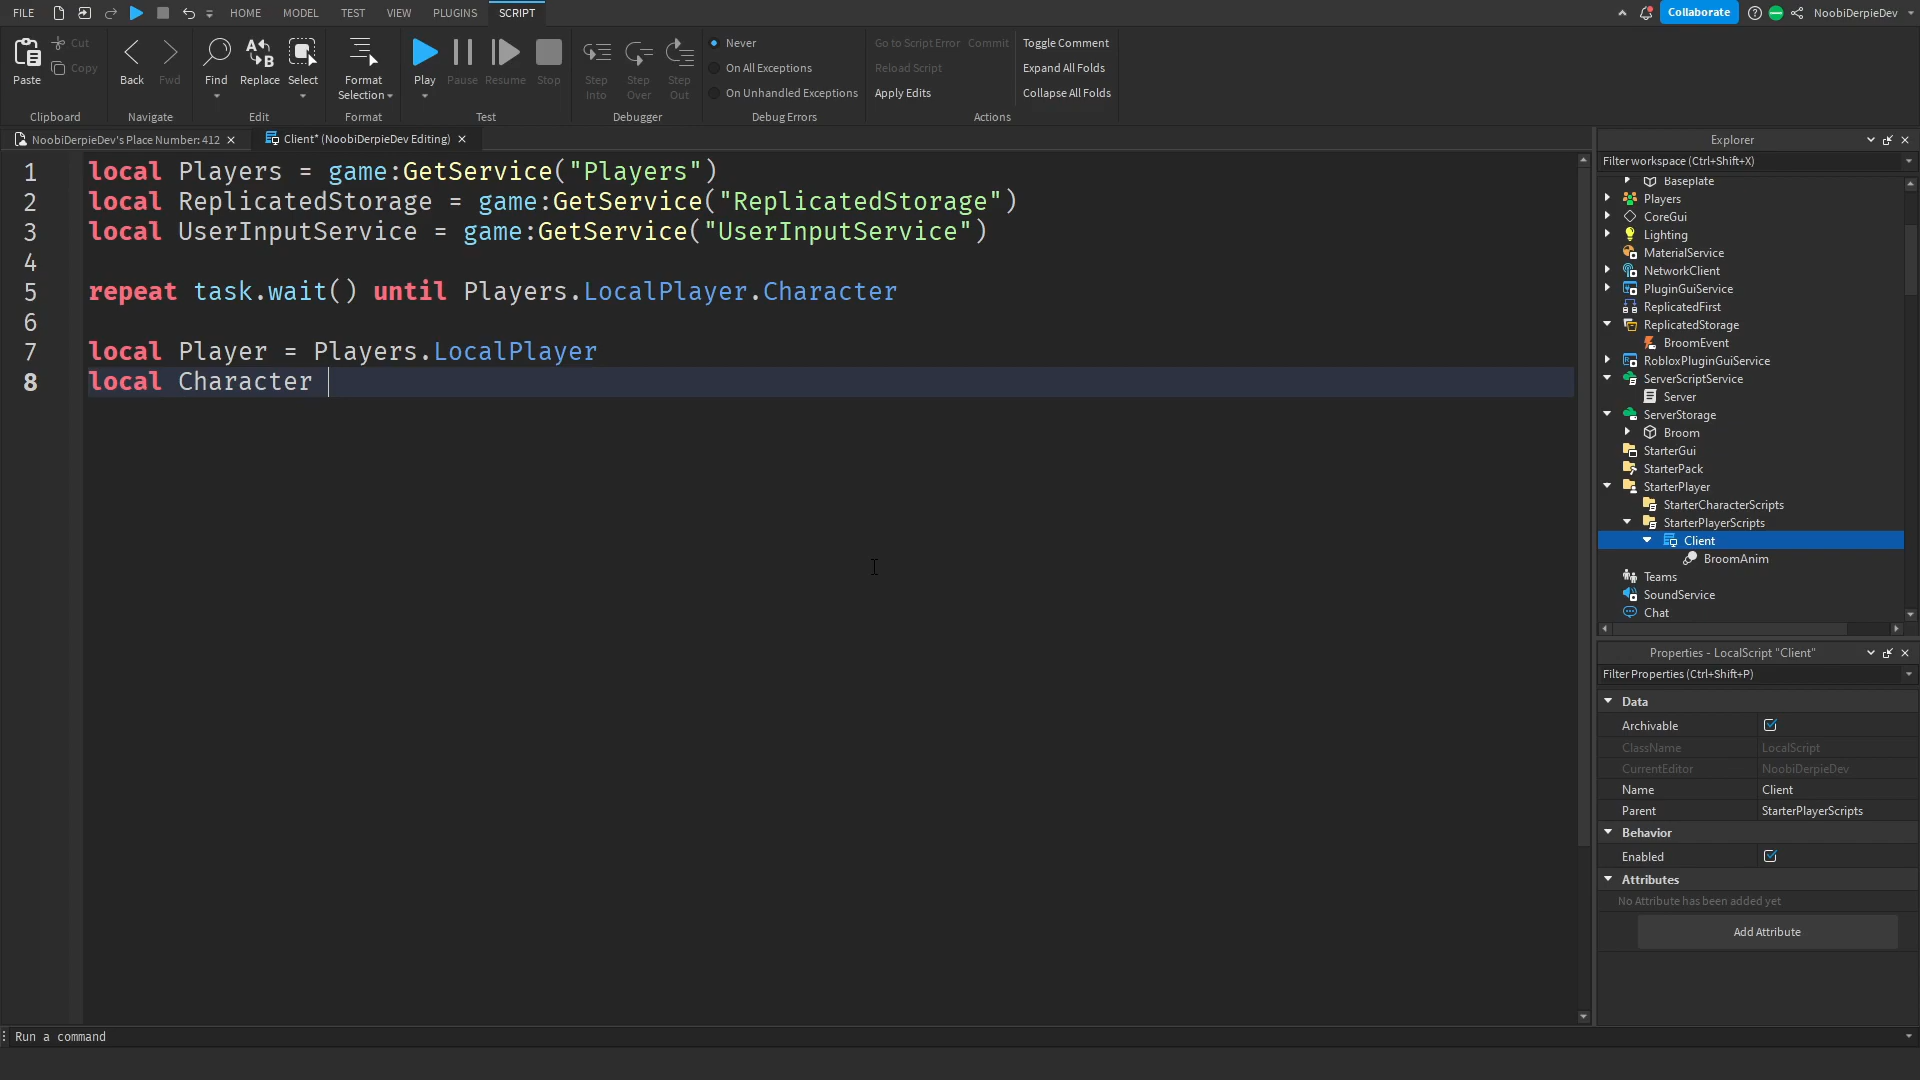 FILE HOME MODEL TEST VIEW PLUGINS SCRIPT Collaborate NoobiDerpieDev
Paste Cut Copy Back Fwd Find Replace Select Format Selection Play Pause Resume Stop Step Into Step Over Step Out
Never
On All Exceptions
On Unhandled Exceptions
Go to Script Error Commit
Reload Script
Apply Edits
Toggle Comment
Expand All Folds
Collapse All Folds
Clipboard Navigate Edit Format Test Debugger Debug Errors Actions
NoobiDerpieDev's Place Number: 412 Client* (NoobiDerpieDev Editing)
1 local Players = game:GetService("Players")
2 local ReplicatedStorage = game:GetService("ReplicatedStorage")
3 local UserInputService = game:GetService("UserInputService")
4
5 repeat task.wait() until Players.LocalPlayer.Character
6
7 local Player = Players.LocalPlayer
8 local Character
Explorer
Filter workspace (Ctrl+Shift+X)
Baseplate
Players
CoreGui
Lighting
MaterialService
NetworkClient
PluginGuiService
ReplicatedFirst
ReplicatedStorage
BroomEvent
RobloxPluginGuiService
ServerScriptService
Server
ServerStorage
Broom
StarterGui
StarterPack
StarterPlayer
StarterCharacterScripts
StarterPlayerScripts
Client
BroomAnim
Teams
SoundService
Chat
Properties - LocalScript "Client"
Filter Properties (Ctrl+Shift+P)
Data
Archivable
ClassName LocalScript
CurrentEditor NoobiDerpieDev
Name Client
Parent StarterPlayerScripts
Behavior
Enabled
Attributes
No Attribute has been added yet
Add Attribute
Run a command